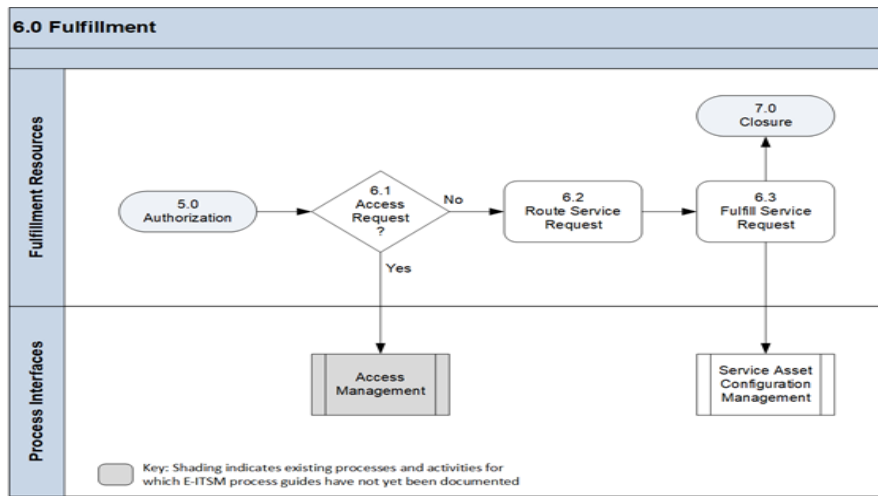 6.0 Fulfillment
Fulfillment Resources
7.0
Closure
5.0
Authorization
6.1
Access
Request
?
No
6.2
Route Service
Request
6.3
Fulfill Service
Request
Yes
Process Interfaces
Access
Management
Service Asset
Configuration
Management
Key: Shading indicates existing processes and activities for
which E-ITSM process guides have not yet been documented